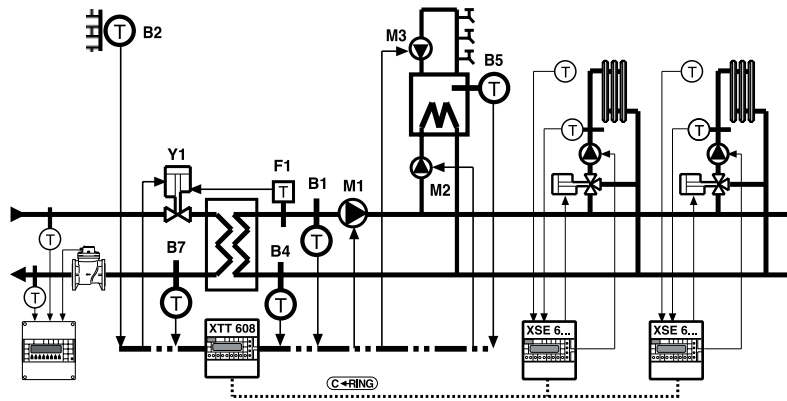 T B2
M3
B5
T
T T
Y1
T T
F1
T
B1
M1
M2
T
T
B7
T
B4
T
T
T
XTT 608
XSE 6...
XSE 6...
C RING